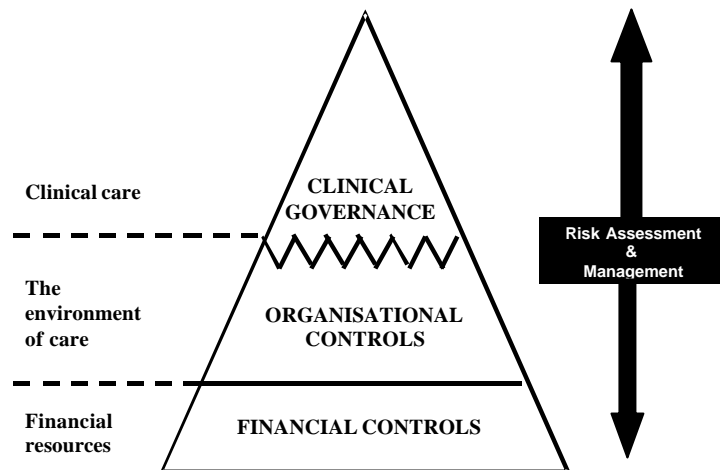 Clinical care
CLINICAL
GOVERNANCE
Risk Assessment
&
Management
The
environment
of care
ORGANISATIONAL
CONTROLS
Financial
resources
FINANCIAL CONTROLS